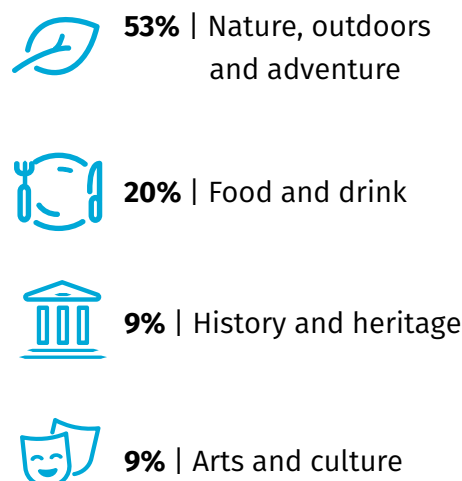 53% | Nature, outdoors
and adventure
20% | Food and drink
9% | History and heritage
9% | Arts and culture